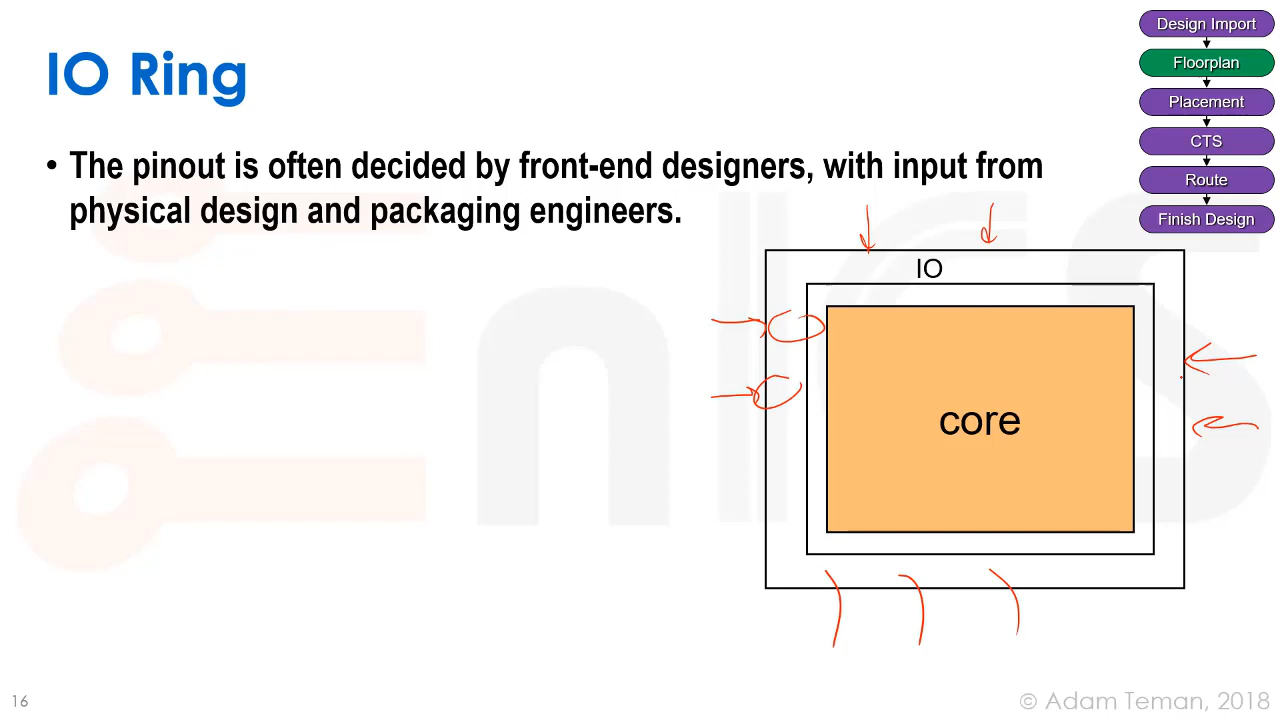 IO Ring
Design Import
Floorplan
Placement
CTS
Route
Finish Design
• The pinout is often decided by front-end designers, with input from
physical design and packaging engineers.
IO
core
16
© Adam Teman, 2018